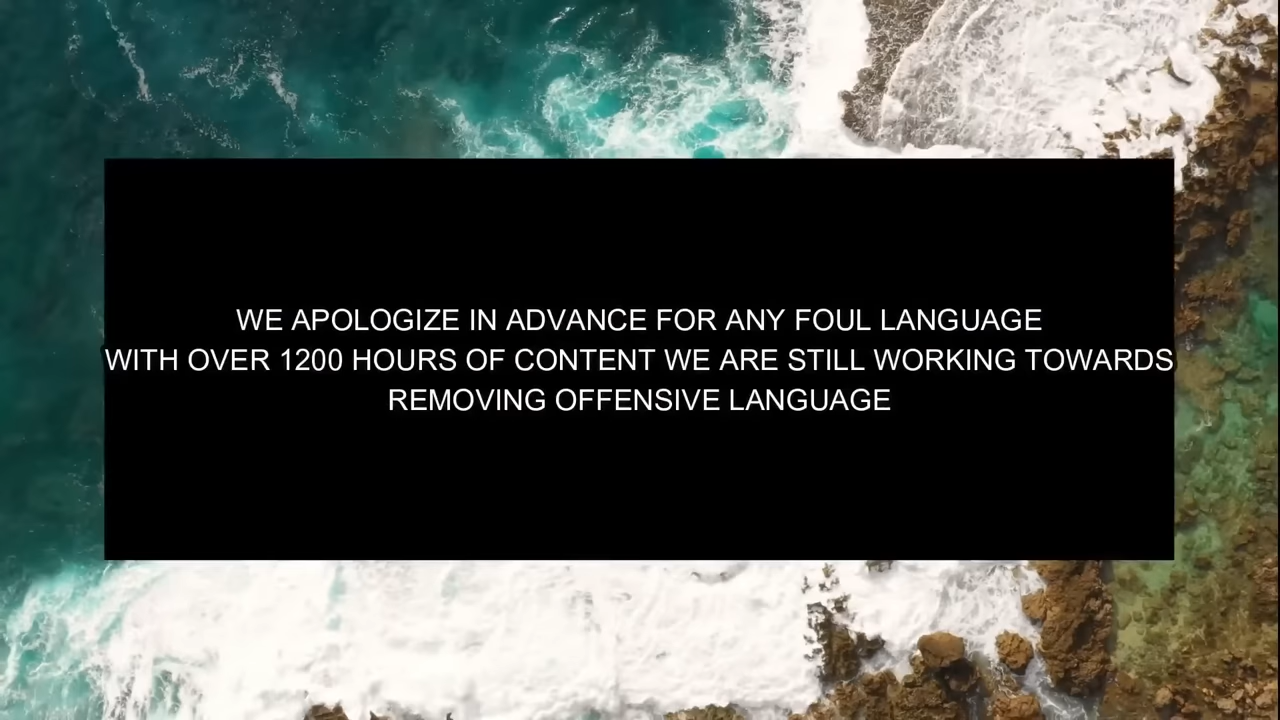 WE APOLOGIZE IN ADVANCE FOR ANY FOUL LANGUAGE
WITH OVER 1200 HOURS OF CONTENT WE ARE STILL WORKING TOWARDS
REMOVING OFFENSIVE LANGUAGE